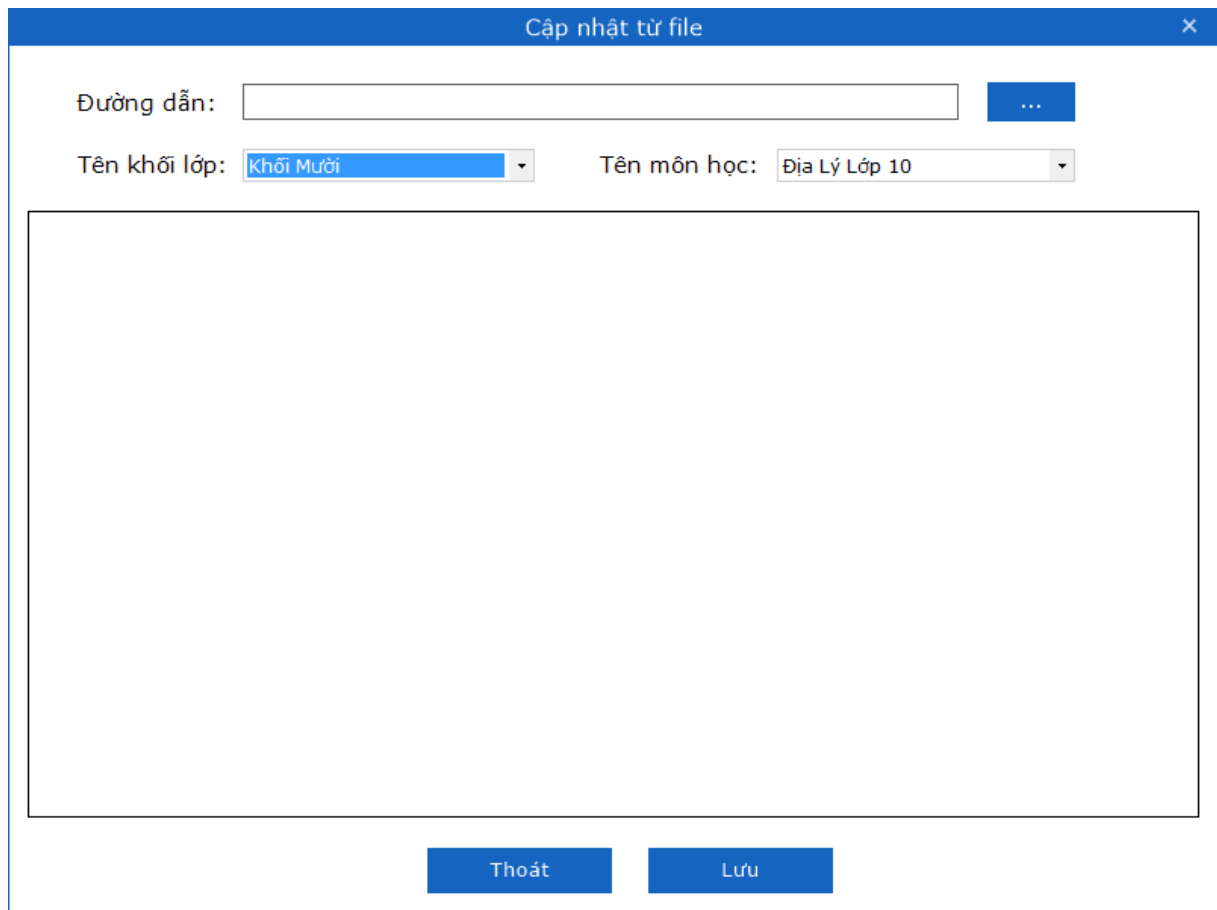 Cập nhật từ file ×
Đường dẫn: ...
Tên khối lớp: Khối Mười Tên môn học: Địa Lý Lớp 10
Thoát Lưu